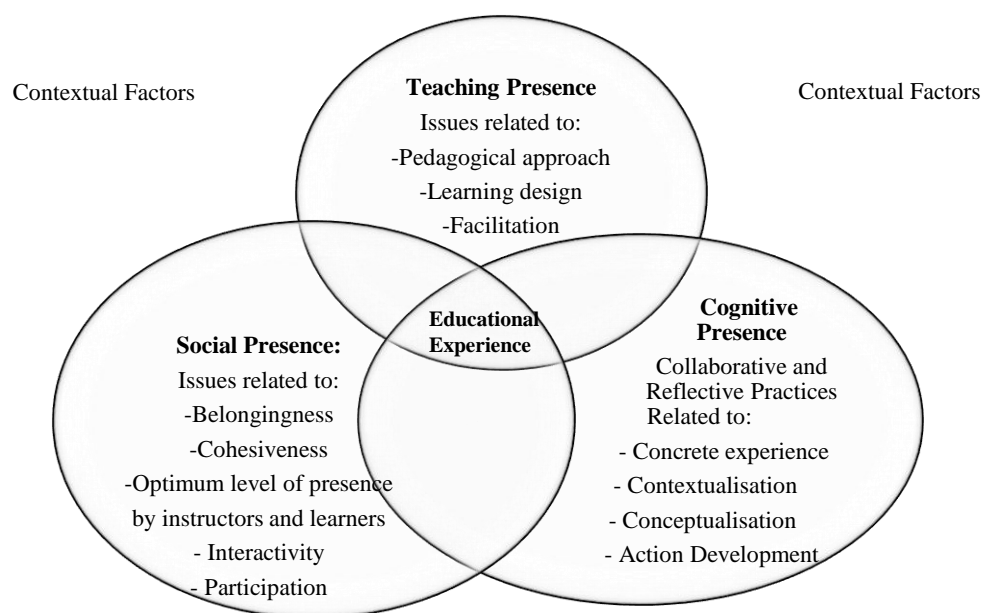 Contextual Factors
Contextual Factors
Teaching Presence
Issues related to:
-Pedagogical approach
-Learning design
-Facilitation
Educational
Experience
Social Presence:
Issues related to:
-Belongingness
-Cohesiveness
-Optimum level of presence
by instructors and learners
- Interactivity
- Participation
Cognitive
Presence
Collaborative and
Reflective Practices
Related to:
- Concrete experience
- Contextualisation
- Conceptualisation
- Action Development